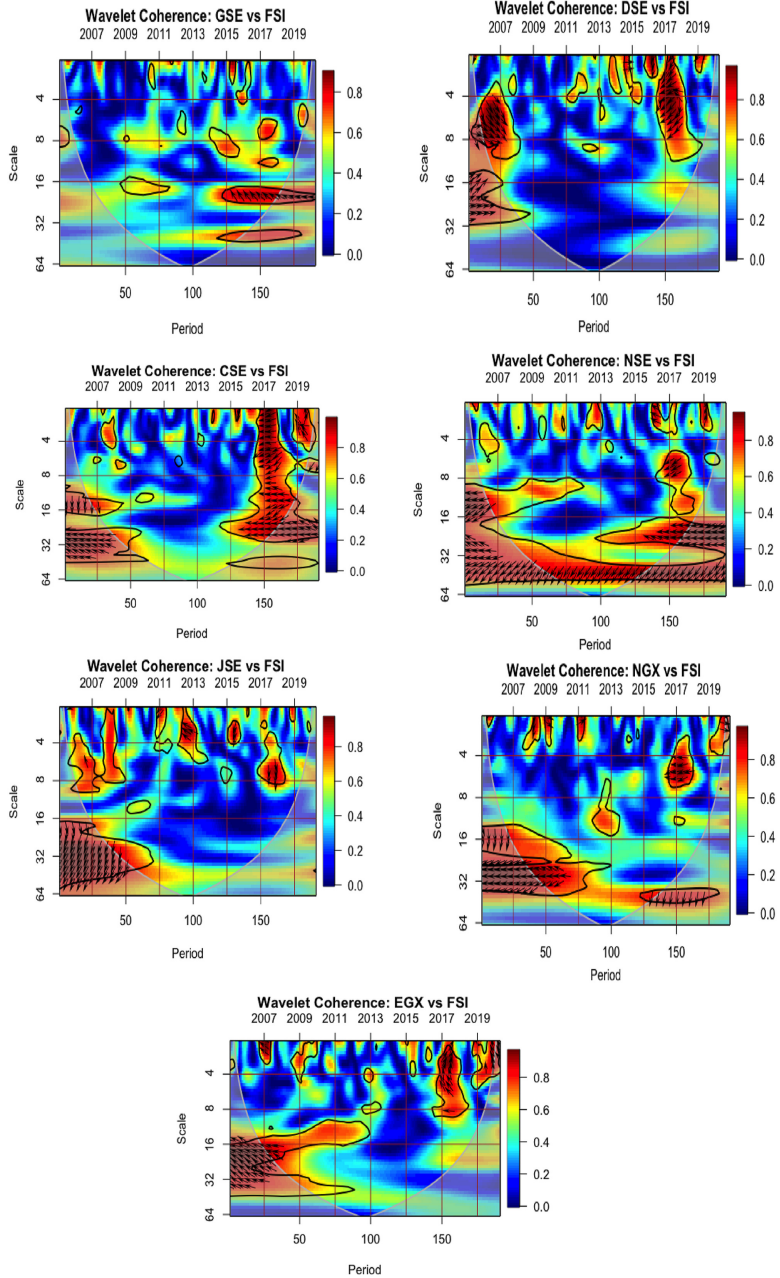 Wavelet Coherence: GSE vs FSI
2007 2009 2011 2013 2015 2017 2019
Scale
4
8
16
32
64
50 100 150
Period
0.8
0.6
0.4
0.2
0.0
Wavelet Coherence: DSE vs FSI
2007 2009 2011 2013 2015 2017 2019
Scale
4
8
16
32
64
50 100 150
Period
0.8
0.6
0.4
0.2
0.0
Wavelet Coherence: CSE vs FSI
2007 2009 2011 2013 2015 2017 2019
Scale
4
8
16
32
64
50 100 150
Period
0.8
0.6
0.4
0.2
0.0
Wavelet Coherence: NSE vs FSI
2007 2009 2011 2013 2015 2017 2019
Scale
4
8
16
32
64
50 100 150
Period
0.8
0.6
0.4
0.2
0.0
Wavelet Coherence: JSE vs FSI
2007 2009 2011 2013 2015 2017 2019
Scale
4
8
16
32
64
50 100 150
Period
0.8
0.6
0.4
0.2
0.0
Wavelet Coherence: NGX vs FSI
2007 2009 2011 2013 2015 2017 2019
Scale
4
8
16
32
64
50 100 150
Period
0.8
0.6
0.4
0.2
0.0
Wavelet Coherence: EGX vs FSI
2007 2009 2011 2013 2015 2017 2019
Scale
4
8
16
32
64
50 100 150
Period
0.8
0.6
0.4
0.2
0.0